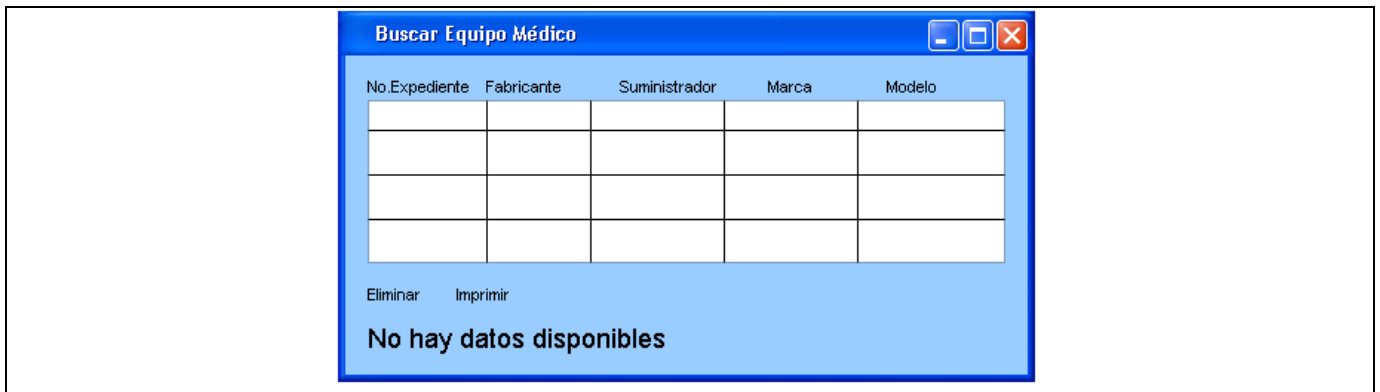 Buscar Equipo Médico
No.Expediente Fabricante Suministrador Marca Modelo
Eliminar Imprimir
No hay datos disponibles